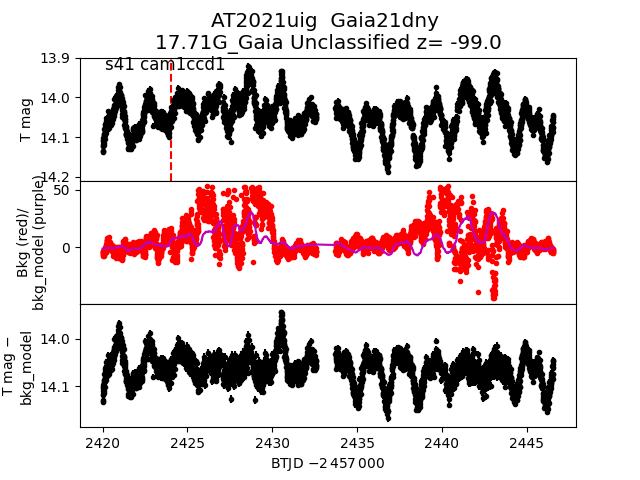 AT2021uig  Gaia21dny
17.71G_Gaia Unclassified z= -99.0
s41 cam1ccd1
13.9
14.0
14.1
14.2
T mag
50
0
Bkg (red)/
bkg_model (purple)
14.0
14.1
T mag −
bkg_model
2420 2425 2430 2435 2440 2445
BTJD −2 457 000